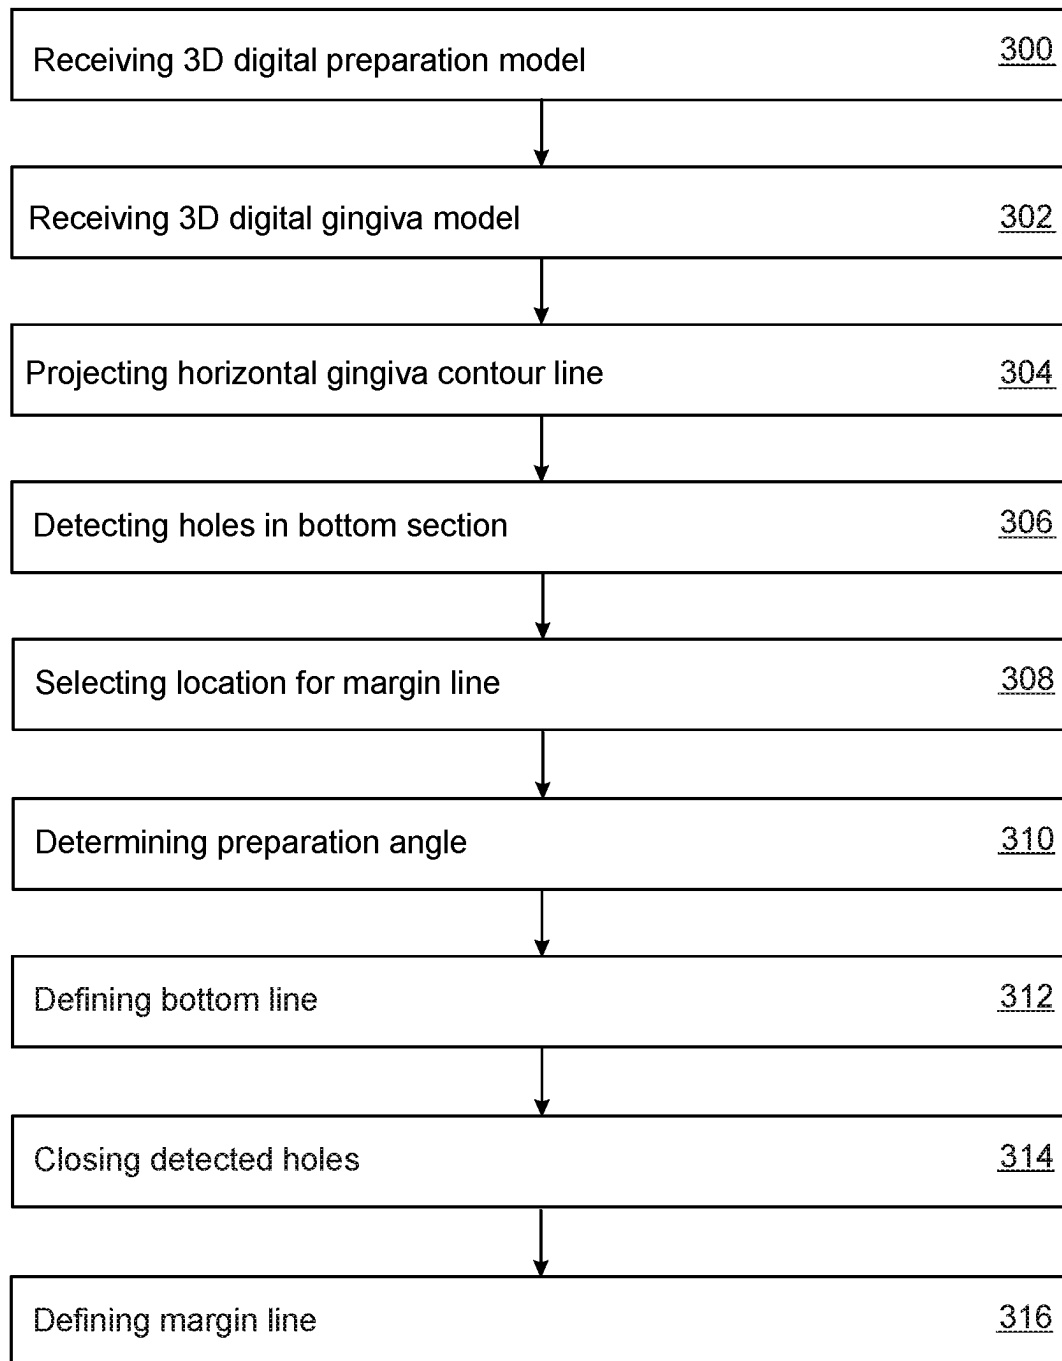 Receiving 3D digital preparation model 300
Receiving 3D digital gingiva model 302
Projecting horizontal gingiva contour line 304
Detecting holes in bottom section 306
Selecting location for margin line 308
Determining preparation angle 310
Defining bottom line 312
Closing detected holes 314
Defining margin line 316